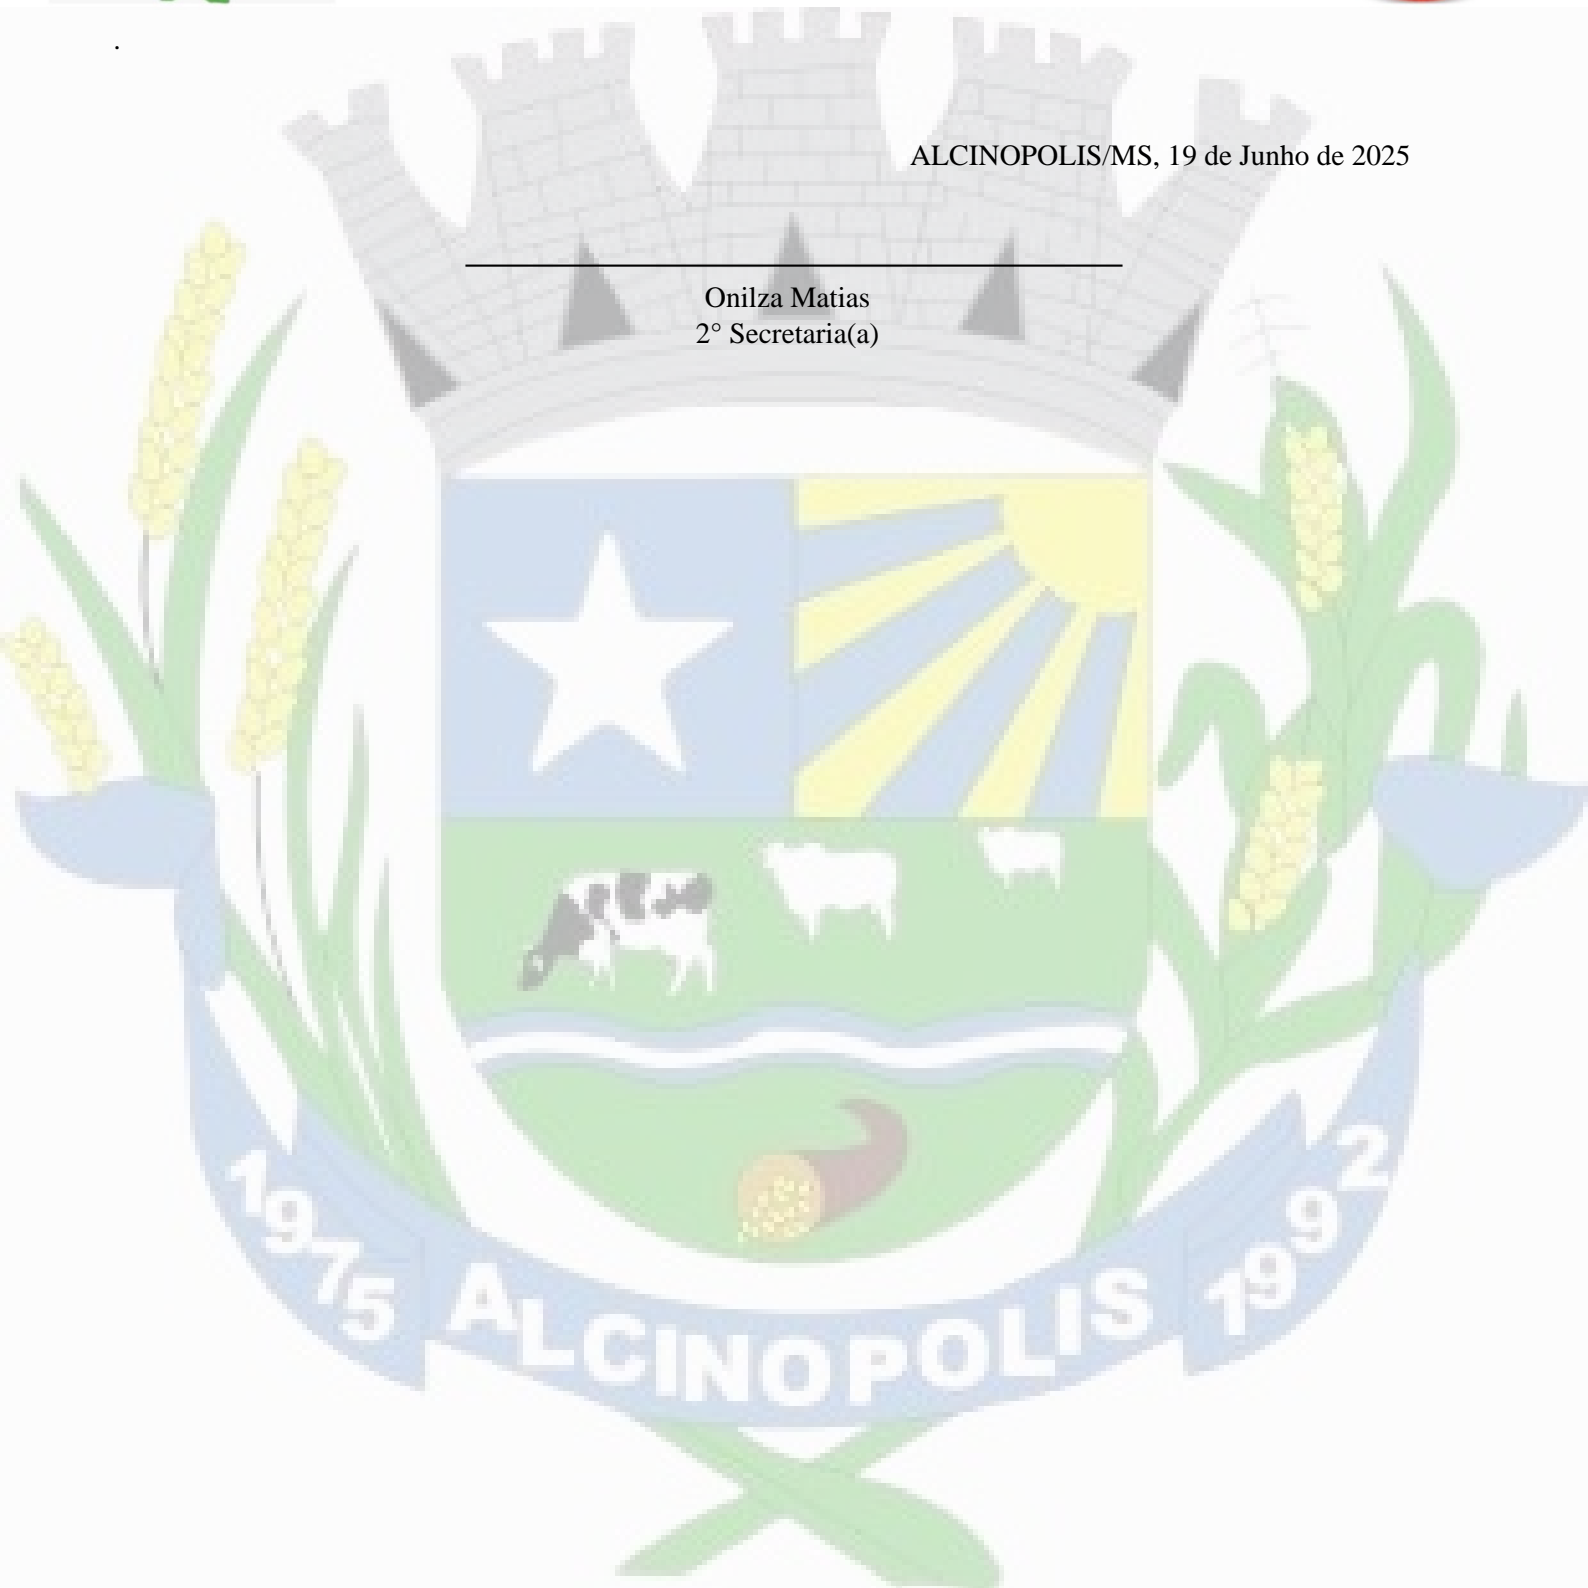 .
ALCINOPOLIS/MS, 19 de Junho de 2025
Onilza Matias
2° Secretaria(a)
1975 ALCINOPOLIS 1992